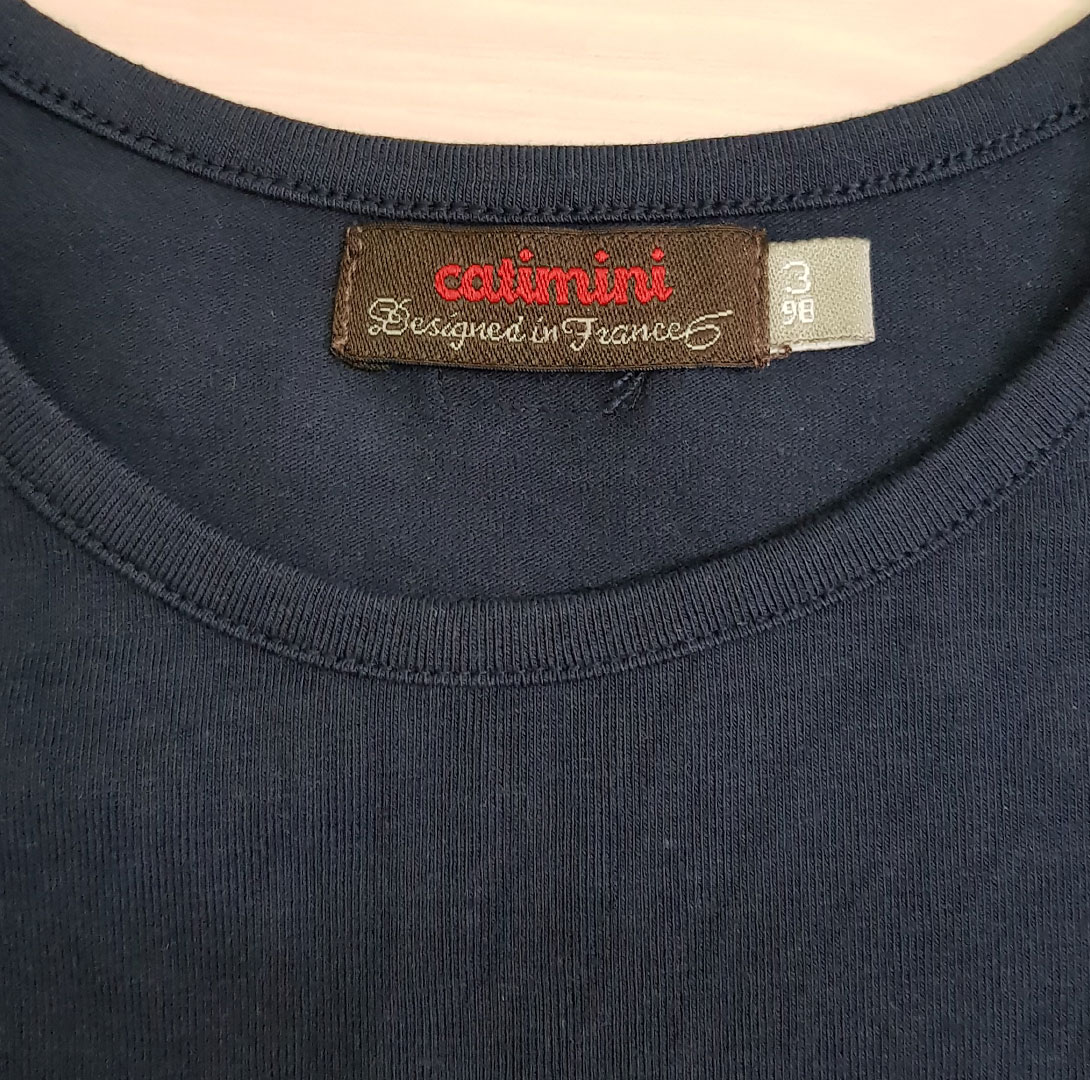 catimini
Designed in France
3
98